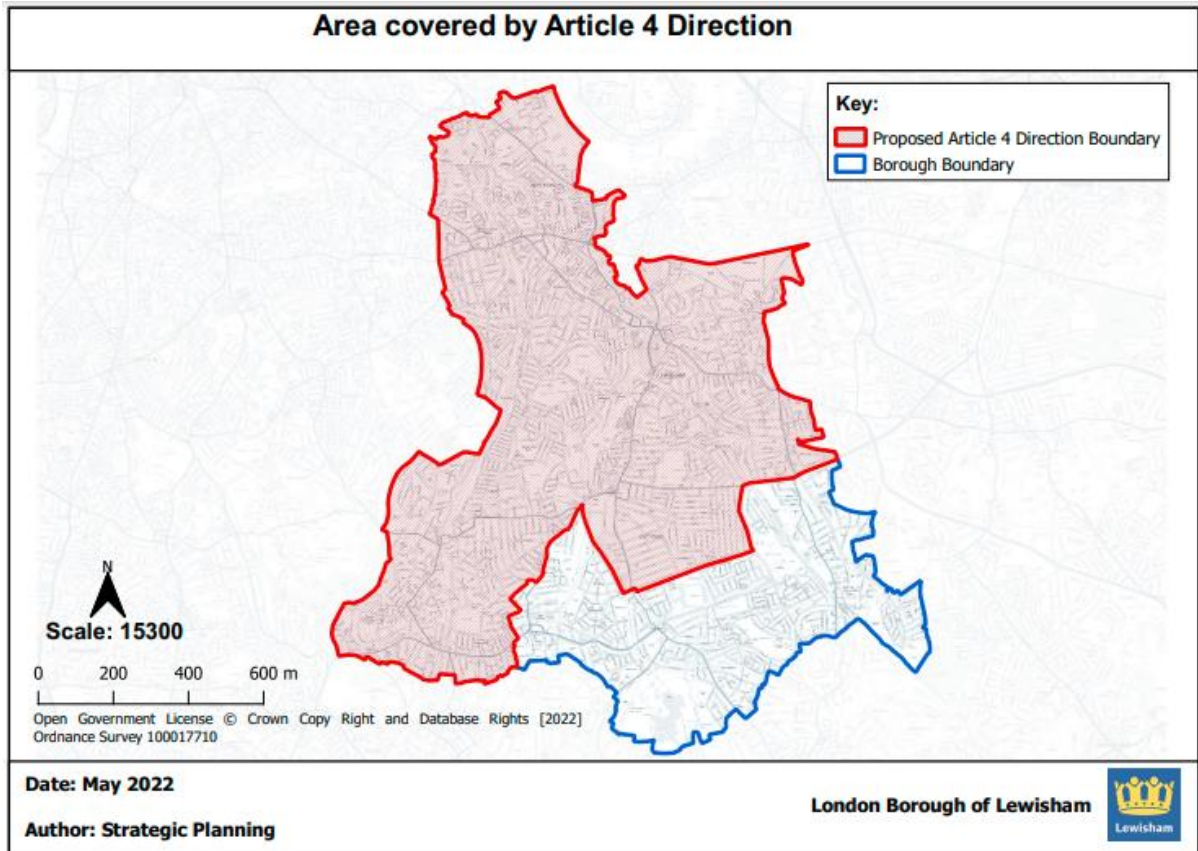 Area covered by Article 4 Direction
Key:
Proposed Article 4 Direction Boundary
Borough Boundary
N
Scale: 15300
0 200 400 600 m
Open Government License © Crown Copy Right and Database Rights [2022]
Ordnance Survey 100017710
Date: May 2022
Author: Strategic Planning
London Borough of Lewisham
Lewisham